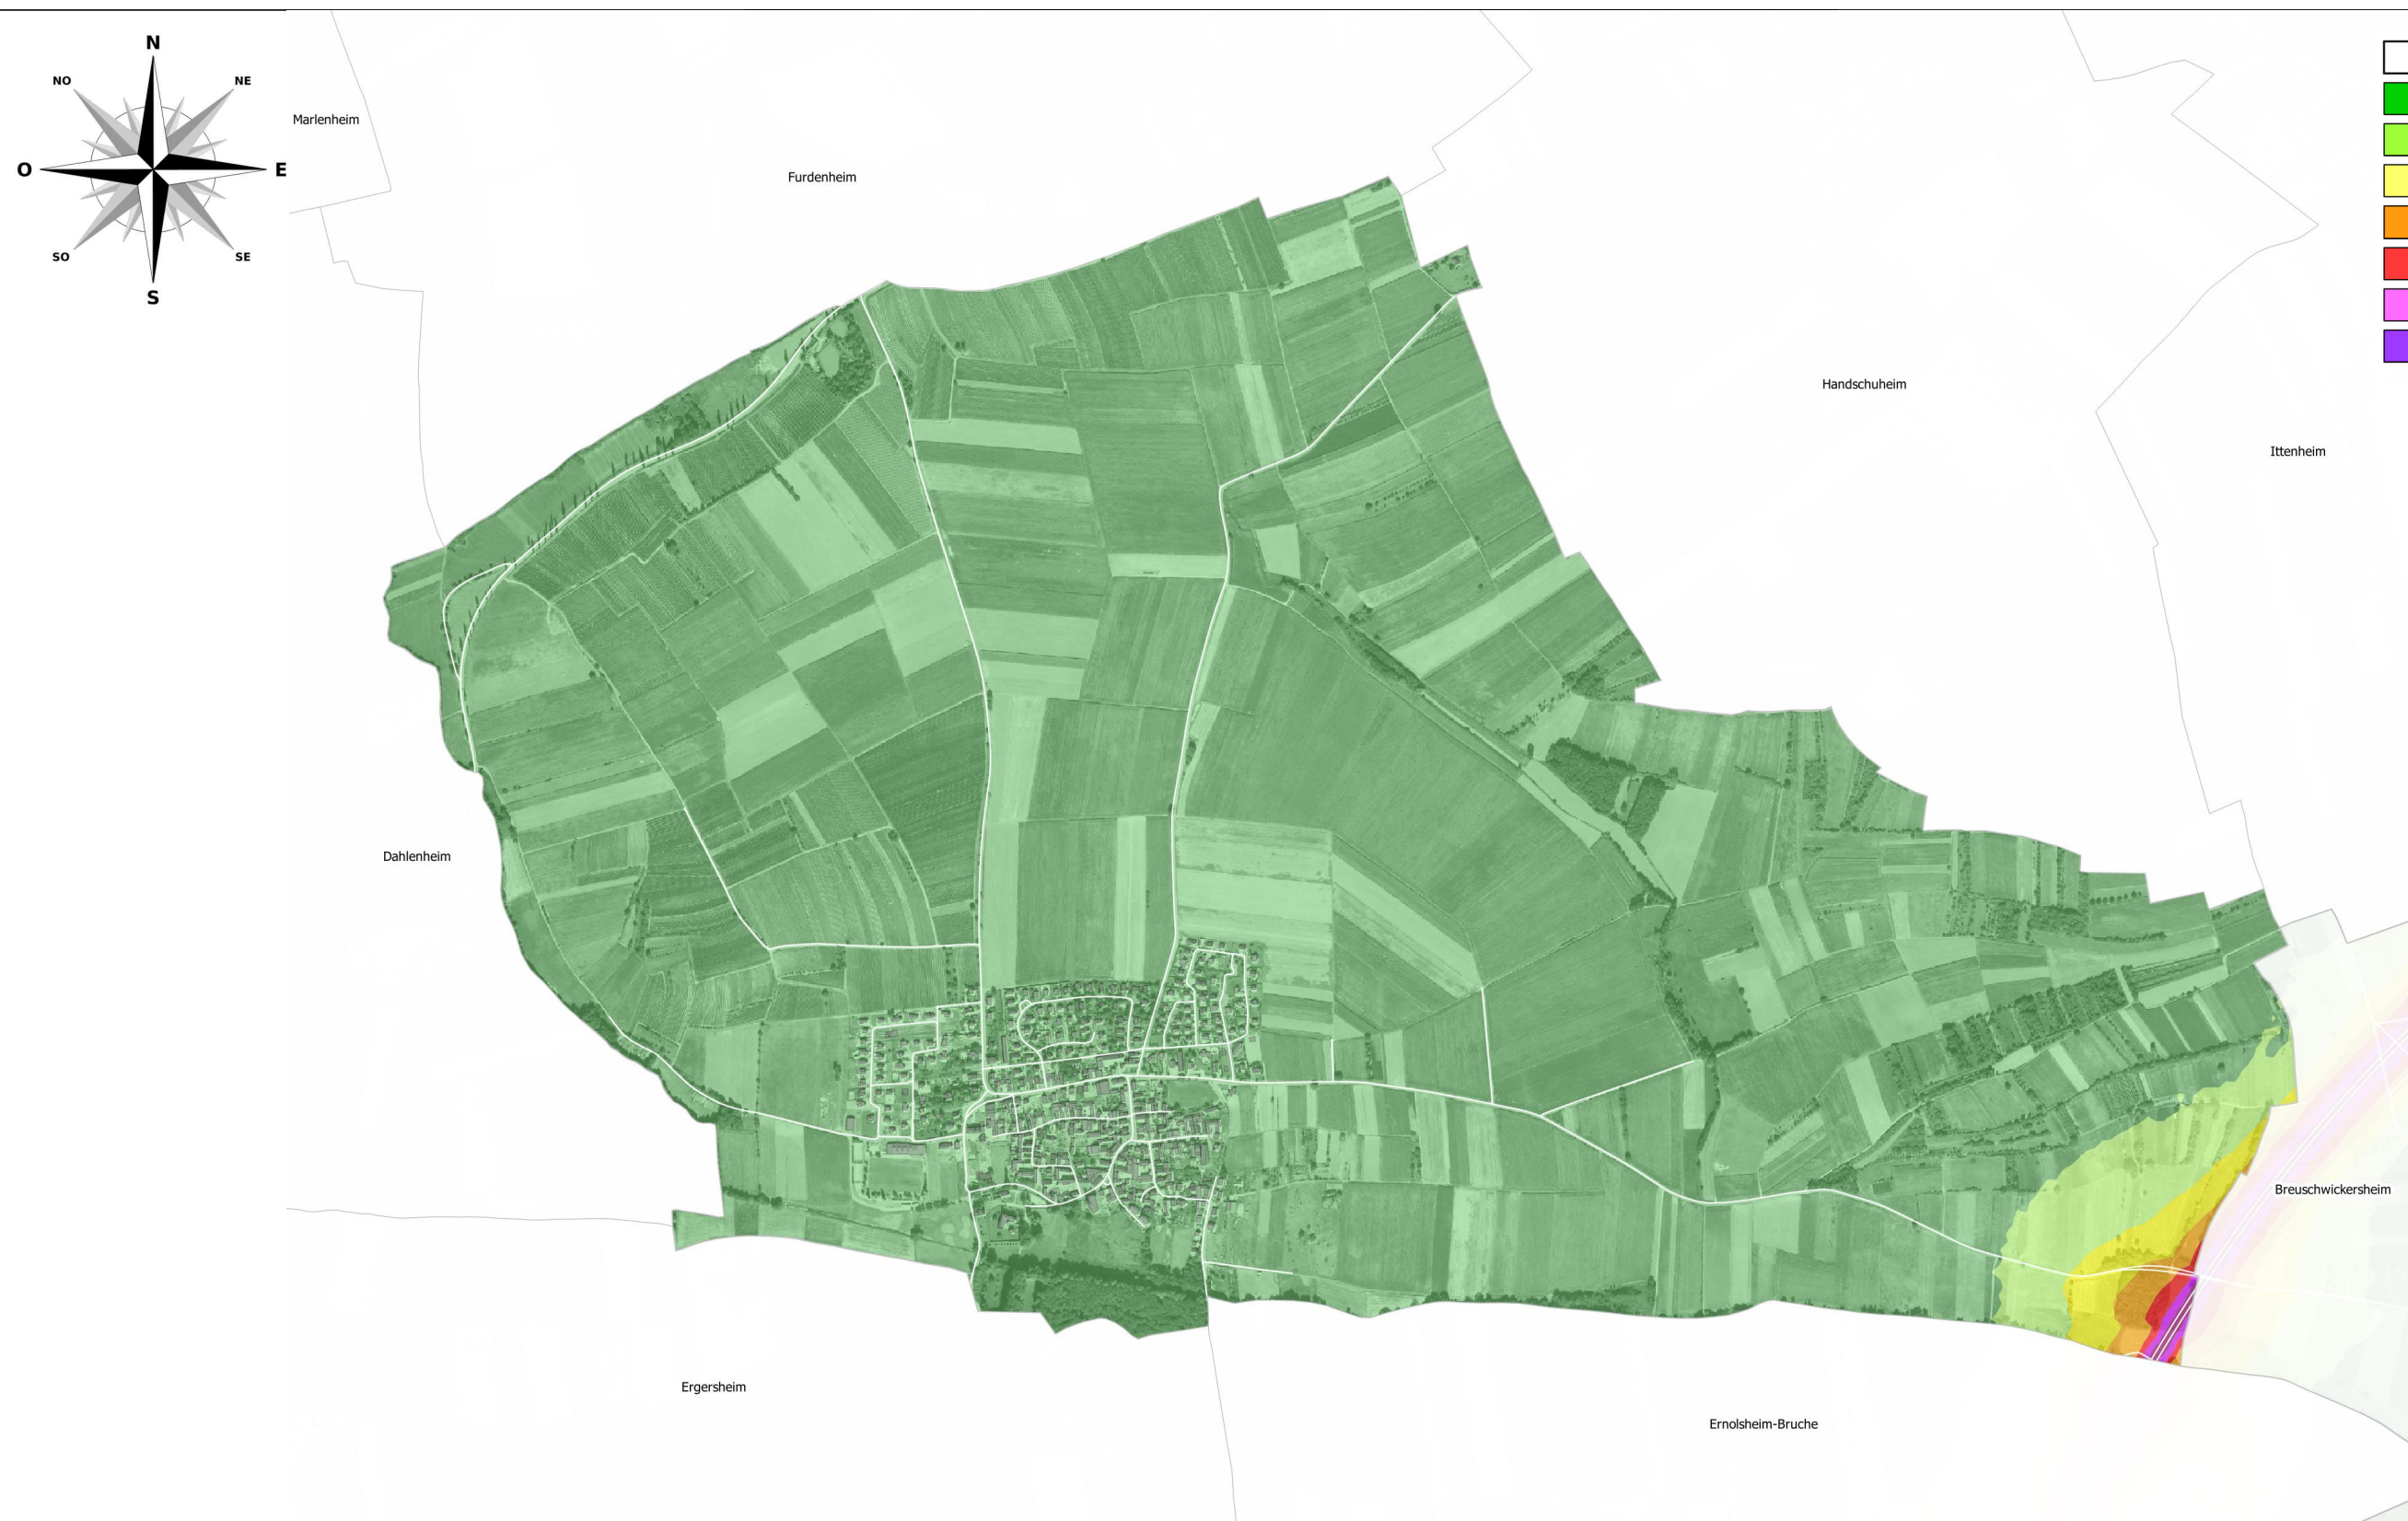 N
NO
NE
O
E
SO
SE
S
Marlenheim
Furdenheim
Handschuheim
Ittenheim
Dahlenheim
Breuschwickersheim
Ergersheim
Ernolsheim-Bruche